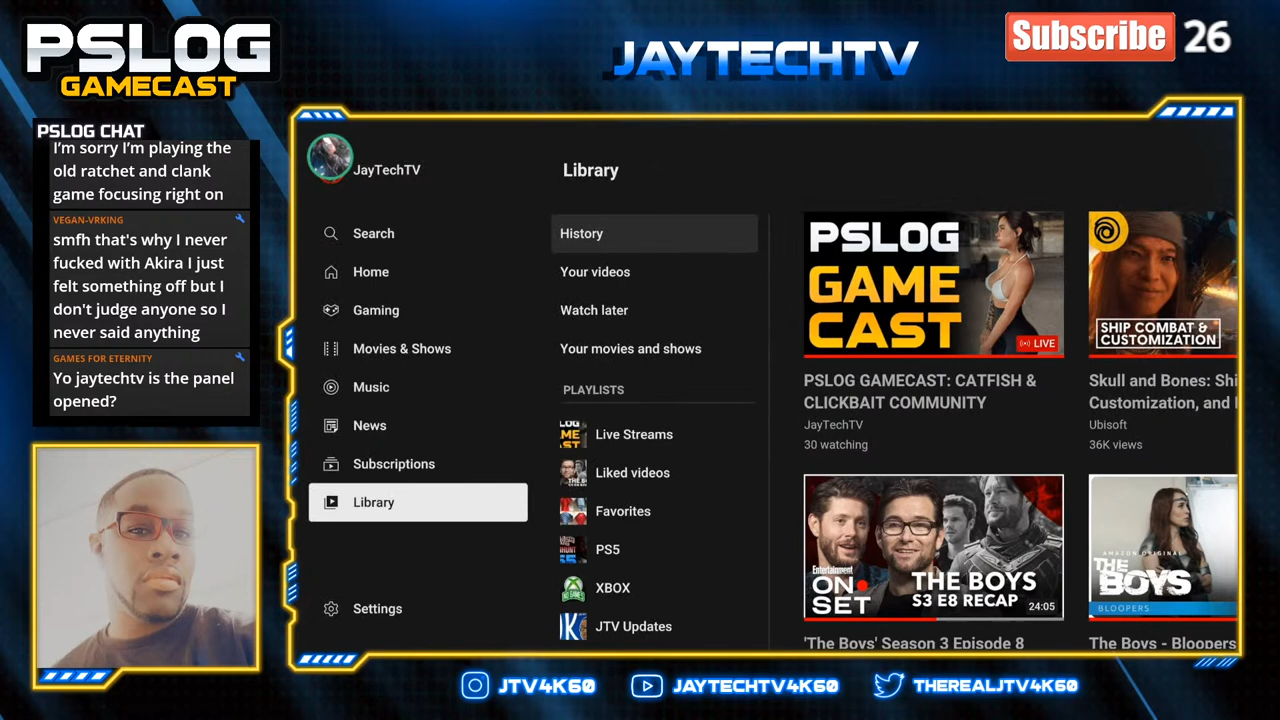 PSLOG
GAMECAST
JAYTECHTV
Subscribe 26
PSLOG CHAT
I'm sorry I'm playing the
old ratchet and clank
game focusing right on
VEGAN-VRKING
smfh that's why I never
fucked with Akira I just
felt something off but I
don't judge anyone so I
never said anything
GAMES FOR ETERNITY
Yo jaytechtv is the panel
opened?
JayTechTV
Search
Home
Gaming
Movies & Shows
Music
News
Subscriptions
Library
Settings
Library
History
Your videos
Watch later
Your movies and shows
PLAYLISTS
Live Streams
Liked videos
Favorites
PS5
XBOX
JTV Updates
PSLOG
GAME
CAST
LIVE
PSLOG GAMECAST: CATFISH &
CLICKBAIT COMMUNITY
JayTechTV
30 watching
SHIP COMBAT &
CUSTOMIZATION
Skull and Bones: Shi
Customization, and
Ubisoft
36K views
Entertainment
ON SET
THE BOYS
S3 E8 RECAP
24:05
'The Boys' Season 3 Episode 8
AMAZON ORIGINAL
THE
BOYS
BLOOPERS
The Boys - Bloopers
JTV4K60
JAYTECHTV4K60
THEREALJTV4K60